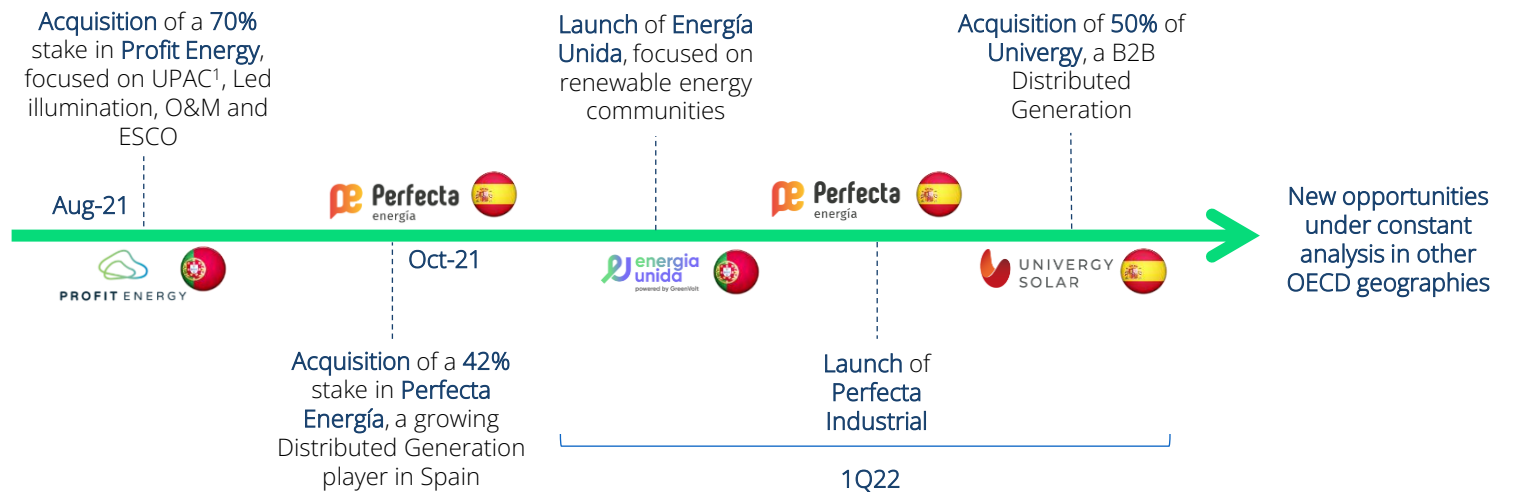 Acquisition of a 70%
stake in Profit Energy,
focused on UPAC¹, Led
illumination, O&M and
ESCO
Launch of Energía
Unida, focused on
renewable energy
communities
Acquisition of 50% of
Univergy, a B2B
Distributed
Generation
Aug-21
Perfecta
energía
Perfecta
energía
New opportunities
under constant
analysis in other
OECD geographies
PROFIT ENERGY
Oct-21
energia
unida
powered by GreenVolt
UNIVERGY
SOLAR
Acquisition of a 42%
stake in Perfecta
Energía, a growing
Distributed Generation
player in Spain
Launch of
Perfecta
Industrial
1Q22